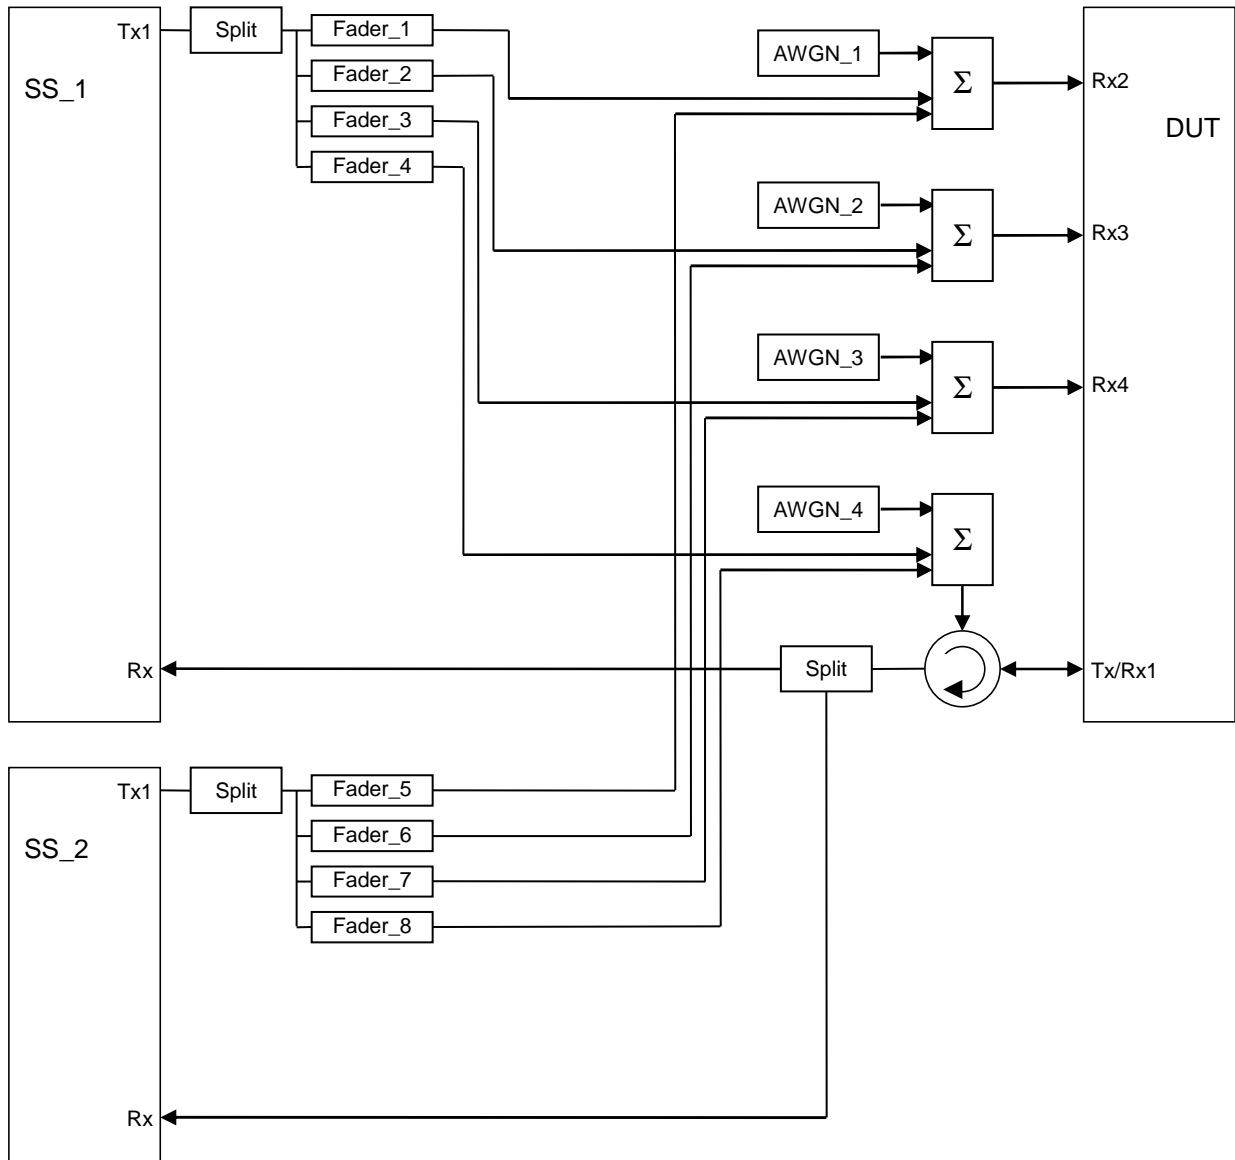 Tx1
Split
Fader_1
Fader_2
Fader_3
Fader_4
SS_1
AWGN_1
Σ
Rx2
DUT
AWGN_2
Σ
Rx3
AWGN_3
Σ
Rx4
AWGN_4
Σ
Rx
Split
Tx/Rx1
Tx1
Split
Fader_5
Fader_6
Fader_7
Fader_8
SS_2
Rx